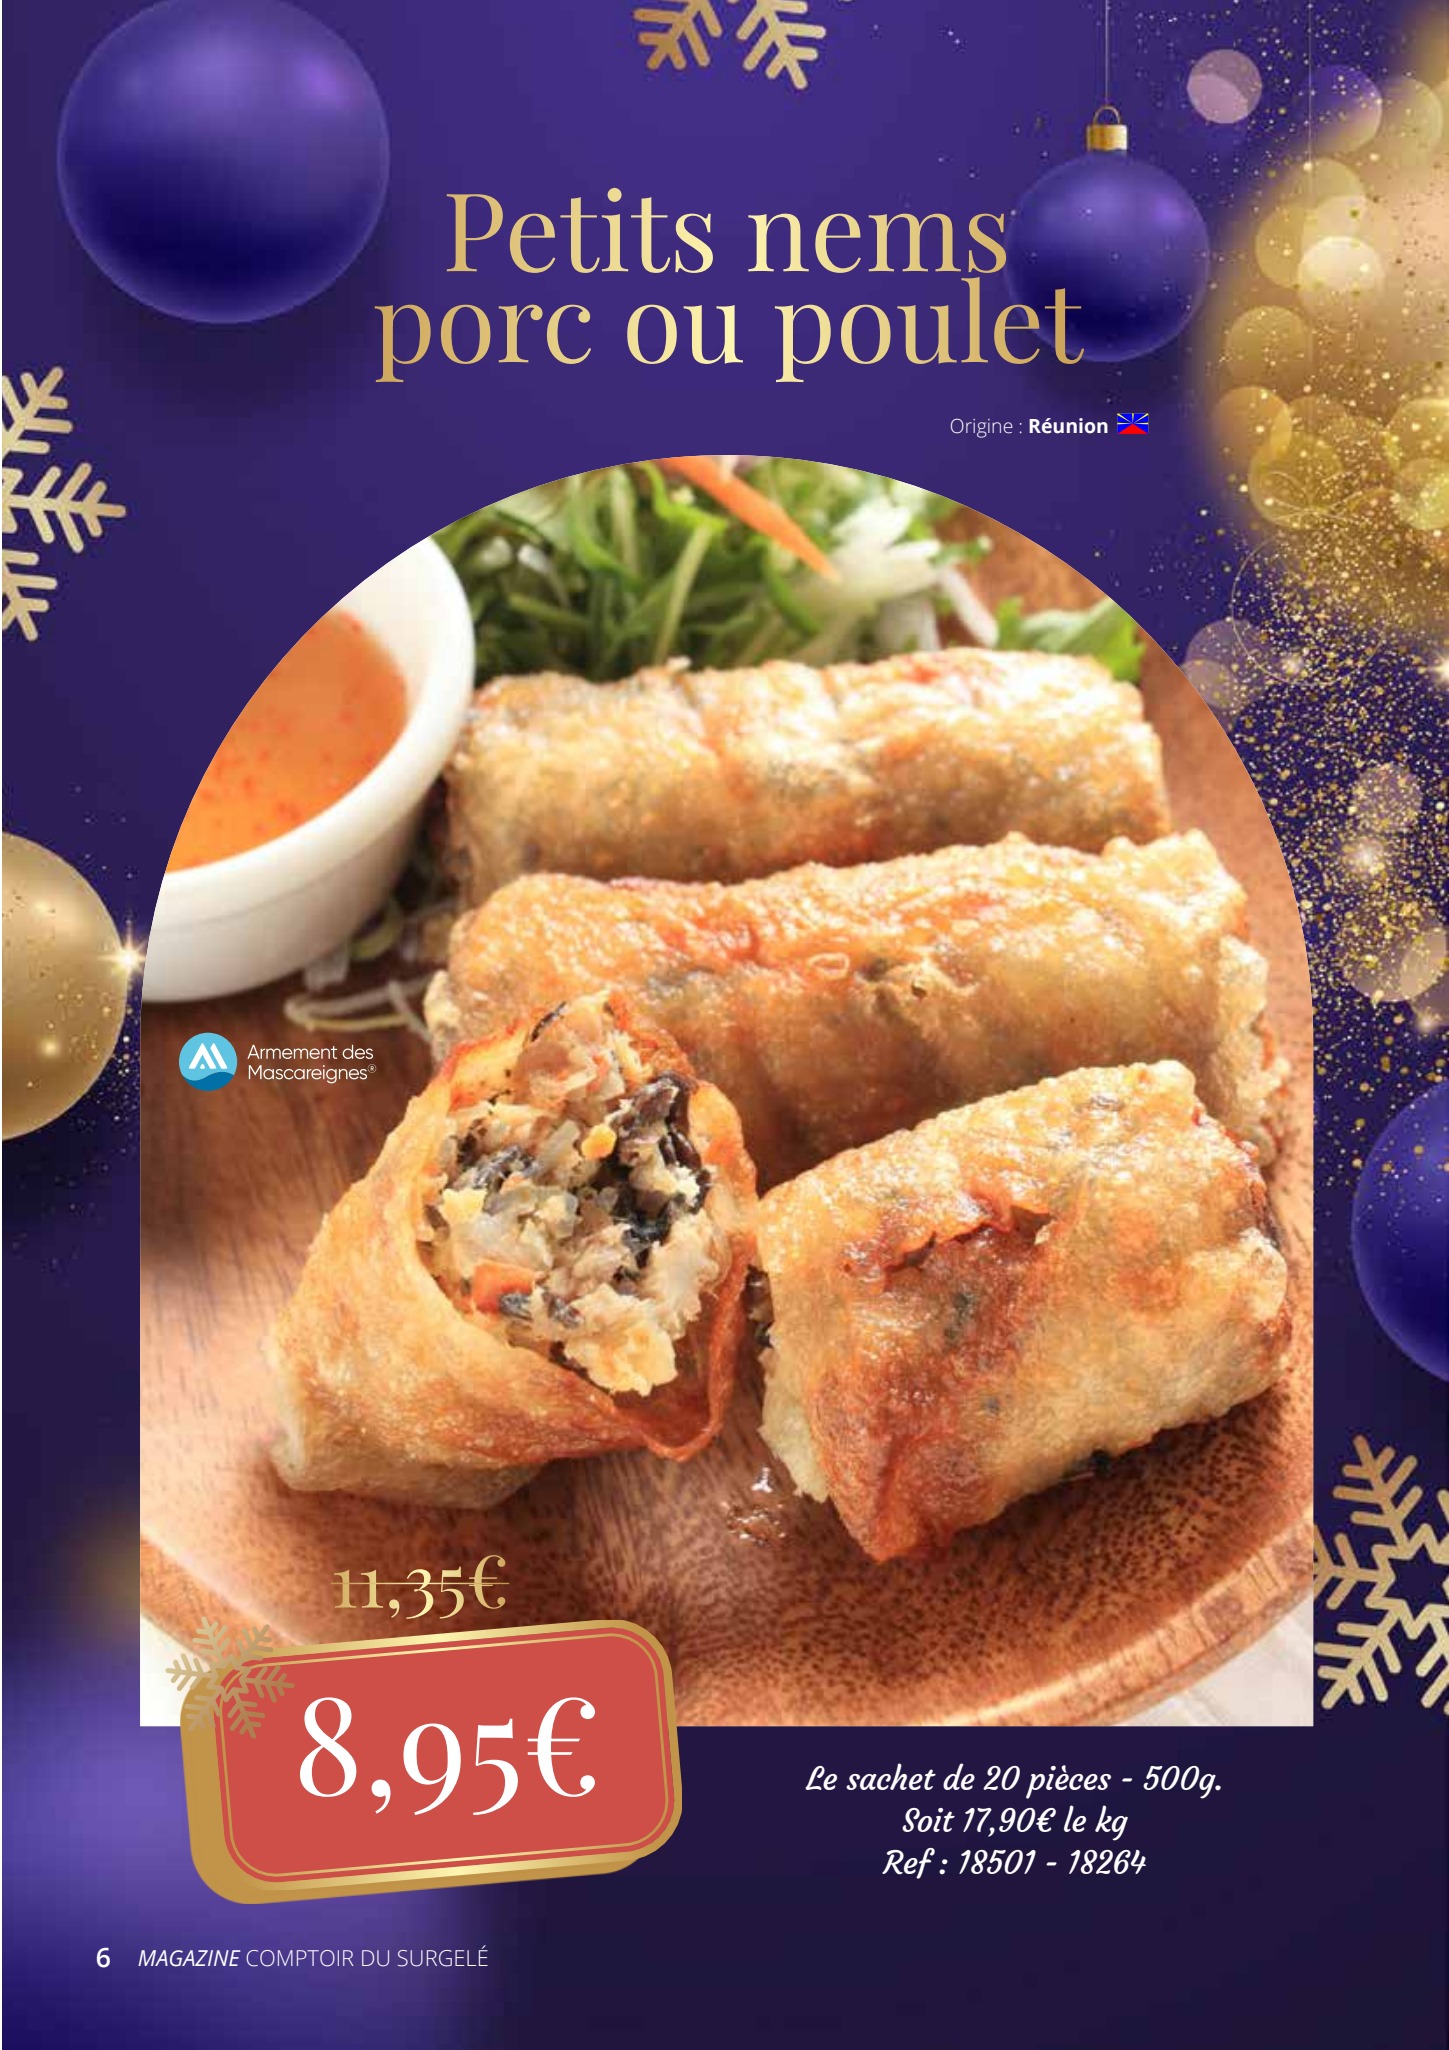 Petits nems
porc ou poulet
Origine : Réunion
Armement des
Mascareignes®
11,35€
8,95€
Le sachet de 20 pièces - 500g.
Soit 17,90€ le kg
Ref : 18501 - 18264
6 MAGAZINE COMPTOIR DU SURGELÉ